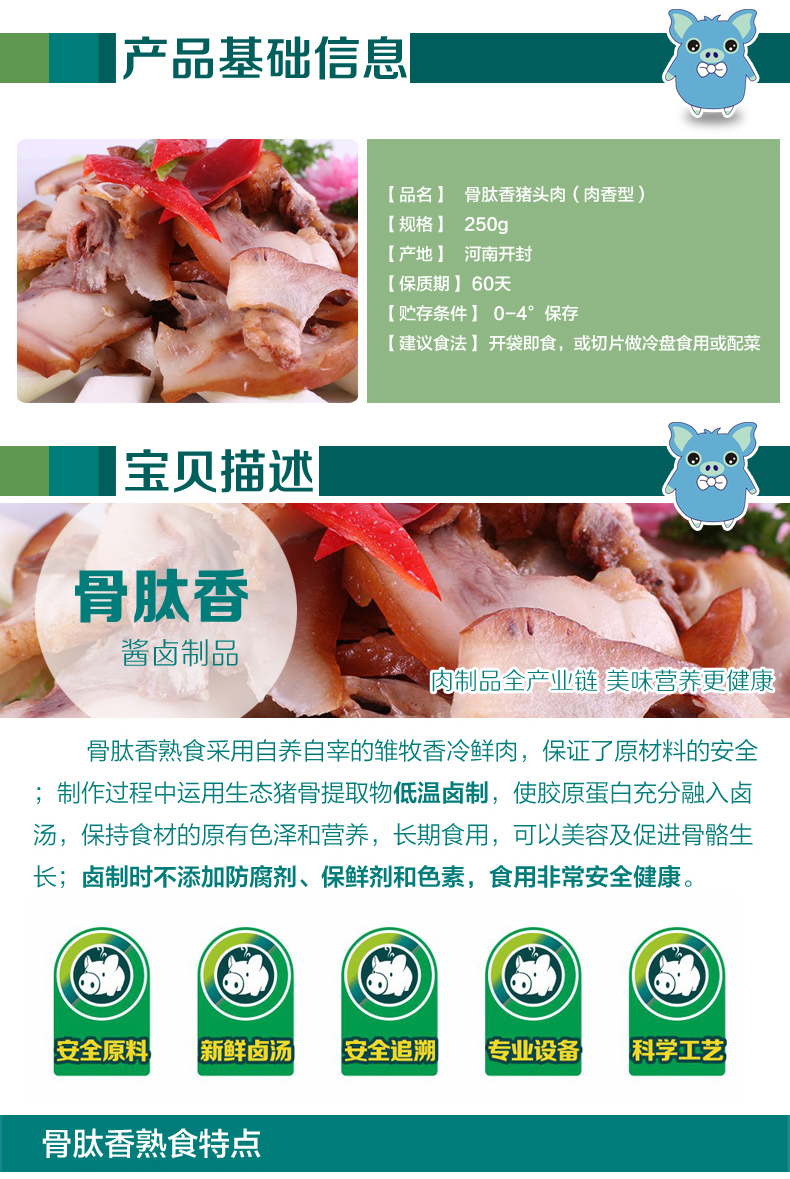 产品基础信息
【品名】 骨肽香猪头肉（肉香型）
【规格】 250g
【产地】 河南开封
【保质期】60天
【贮存条件】 0-4°保存
【建议食法】开袋即食，或切片做冷盘食用或配菜
宝贝描述
骨肽香
酱卤制品
肉制品全产业链 美味营养更健康
骨肽香熟食采用自养自宰的雏牧香冷鲜肉，保证了原材料的安全
；制作过程中运用生态猪骨提取物低温卤制，使胶原蛋白充分融入卤
汤，保持食材的原有色泽和营养，长期食用，可以美容及促进骨骼生
长；卤制时不添加防腐剂、保鲜剂和色素，食用非常安全健康。
安全原料 新鲜卤汤 安全追溯 专业设备 科学工艺
骨肽香熟食特点